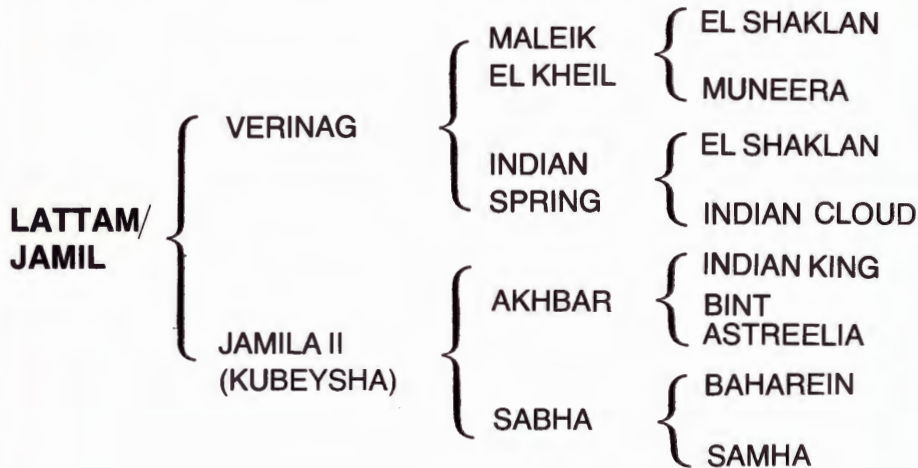 LATTAM/
JAMIL
VERINAG
JAMILA II
(KUBEYSHA)
MALEIK
EL KHEIL
INDIAN
SPRING
AKHBAR
SABHA
EL SHAKLAN
MUNEERA
EL SHAKLAN
INDIAN CLOUD
INDIAN KING
BINT
ASTREELIA
BAHAREIN
SAMHA